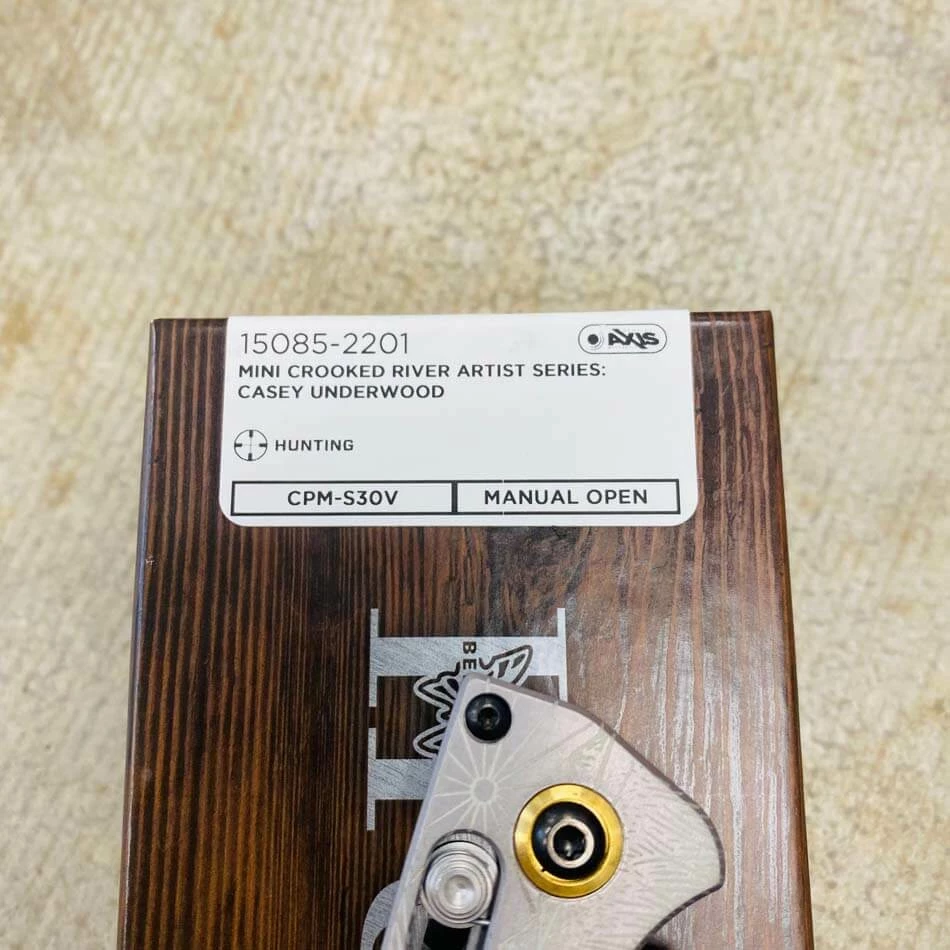 15085-2201
AXIS
MINI CROOKED RIVER ARTIST SERIES:
CASEY UNDERWOOD
HUNTING
CPM-S30V
MANUAL OPEN